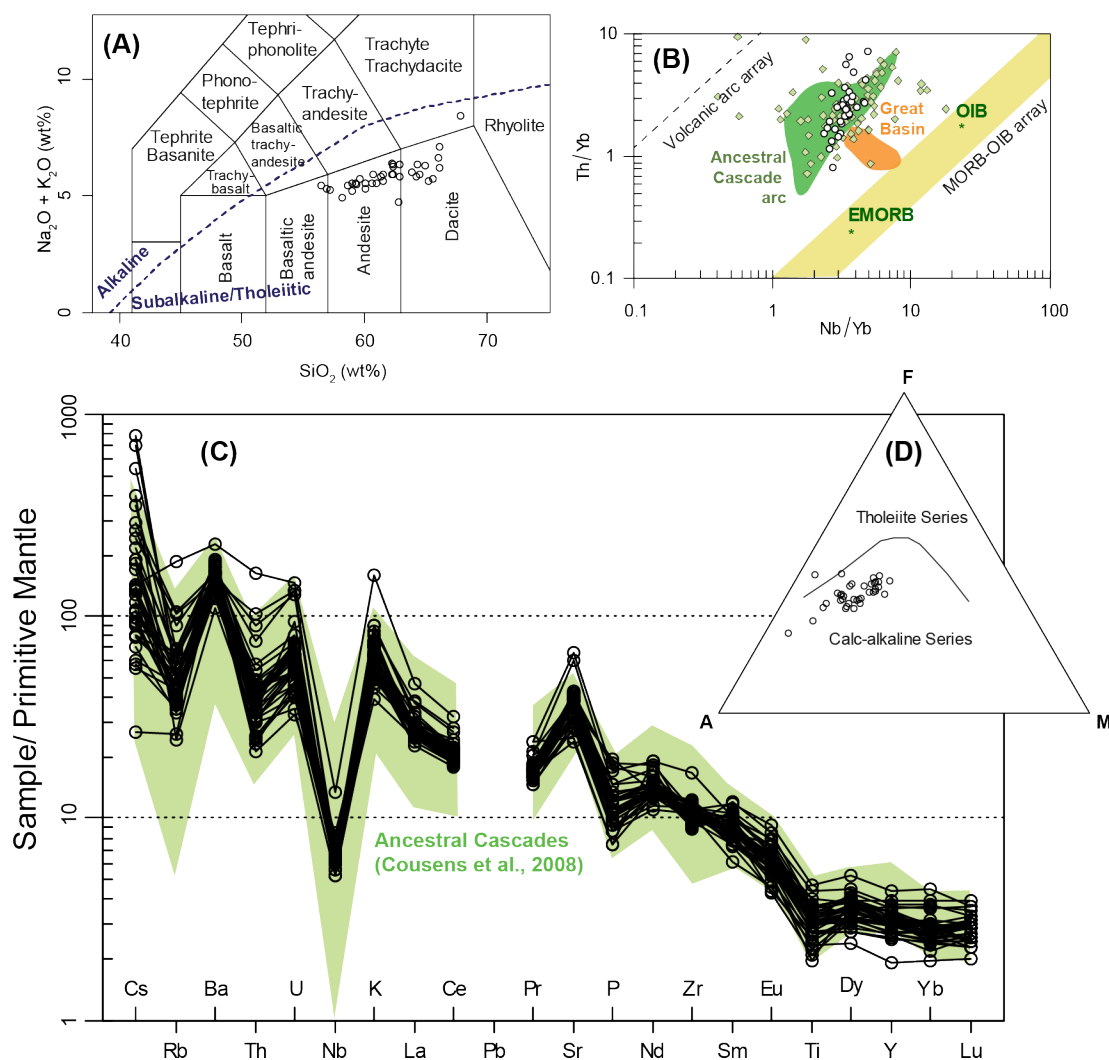 (A)
Na2O + K2O (wt%)
0
5
10
Tephri-
phonolite
Trachyte
Trachydacite
Phono-
tephrite
Trachy-
andesite
Tephrite
Basanite
Basaltic
trachy-
andesite
Rhyolite
Trachy-
basalt
Basalt
Basaltic
andesite
Andesite
Dacite
Alkaline
Subalkaline/Tholeiitic
40
50
60
70
SiO2 (wt%)
(B)
Th/Yb
10
1
0.1
Volcanic arc array
Great
Basin
OIB
*
MORB-OIB array
Ancestral
Cascade
arc
EMORB
*
0.1
1
10
100
Nb/Yb
(C)
Sample/ Primitive Mantle
1000
100
10
1
Ancestral Cascades
(Cousens et al., 2008)
Cs
Ba
U
K
Ce
Pr
P
Zr
Eu
Dy
Yb
Rb
Th
Nb
La
Pb
Sr
Nd
Sm
Ti
Y
Lu
F
(D)
Tholeiite Series
Calc-alkaline Series
A
M